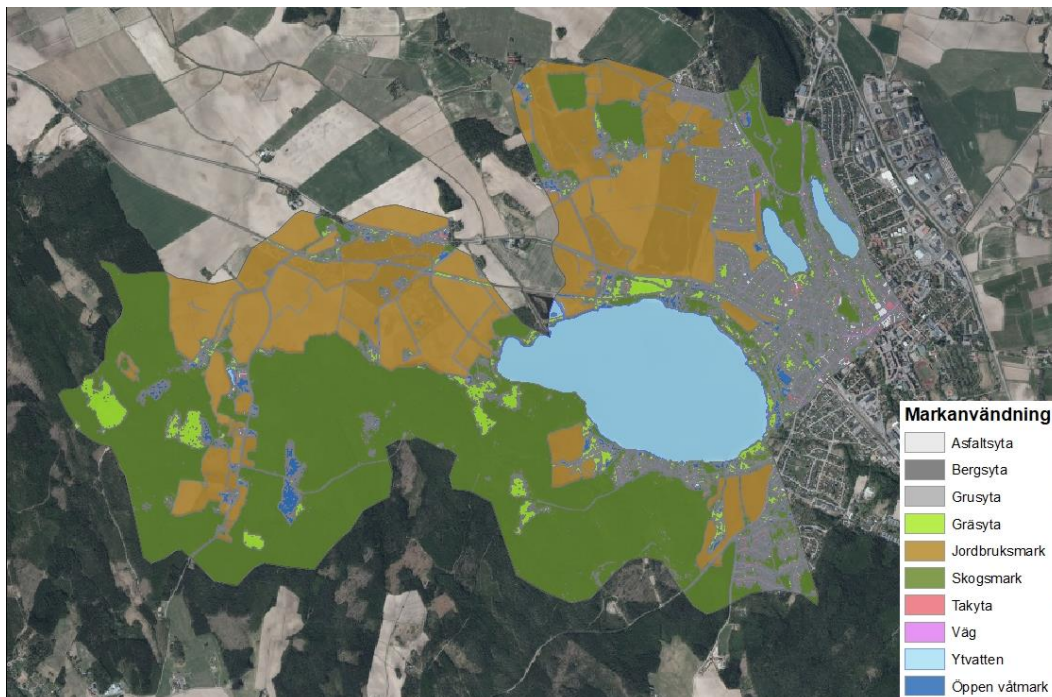 Markanvändning
Asfaltsyta
Bergsyta
Grusyta
Gräsyta
Jordbruksmark
Skogsmark
Takyta
Väg
Ytvatten
Öppen våtmark